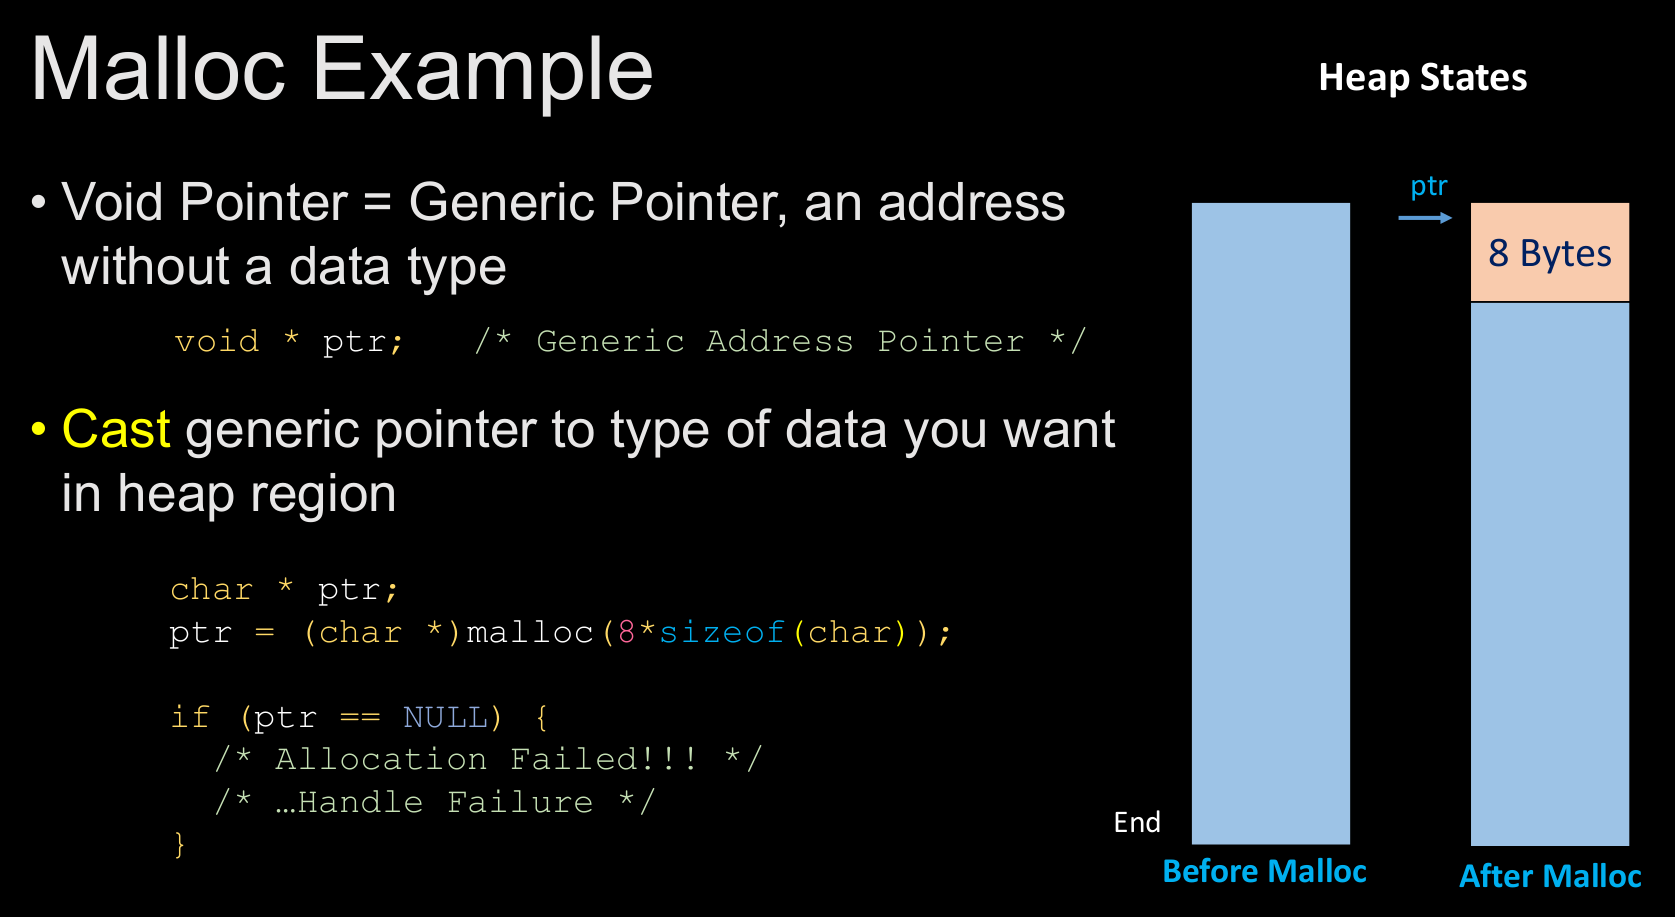 Malloc Example
Heap States
• Void Pointer = Generic Pointer, an address
without a data type
void * ptr;   /* Generic Address Pointer */
• Cast generic pointer to type of data you want
in heap region
char * ptr;
ptr = (char *)malloc(8*sizeof(char));
if (ptr == NULL) {
  /* Allocation Failed!!! */
  /* …Handle Failure */
}
ptr
8 Bytes
End
Before Malloc
After Malloc